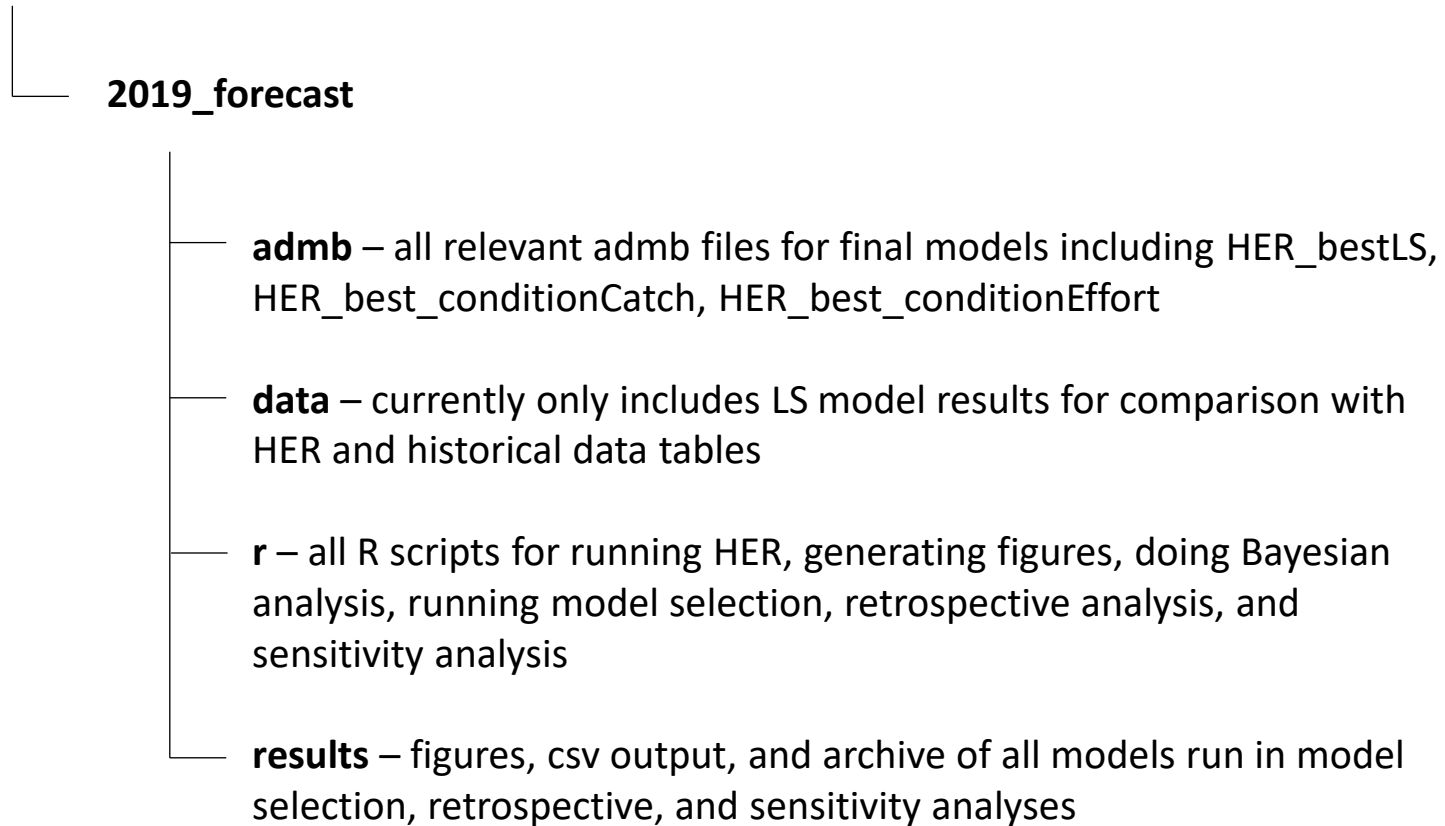 2019_forecast
admb – all relevant admb files for final models including HER_bestLS,
HER_best_conditionCatch, HER_best_conditionEffort
data – currently only includes LS model results for comparison with
HER and historical data tables
r – all R scripts for running HER, generating figures, doing Bayesian
analysis, running model selection, retrospective analysis, and
sensitivity analysis
results – figures, csv output, and archive of all models run in model
selection, retrospective, and sensitivity analyses